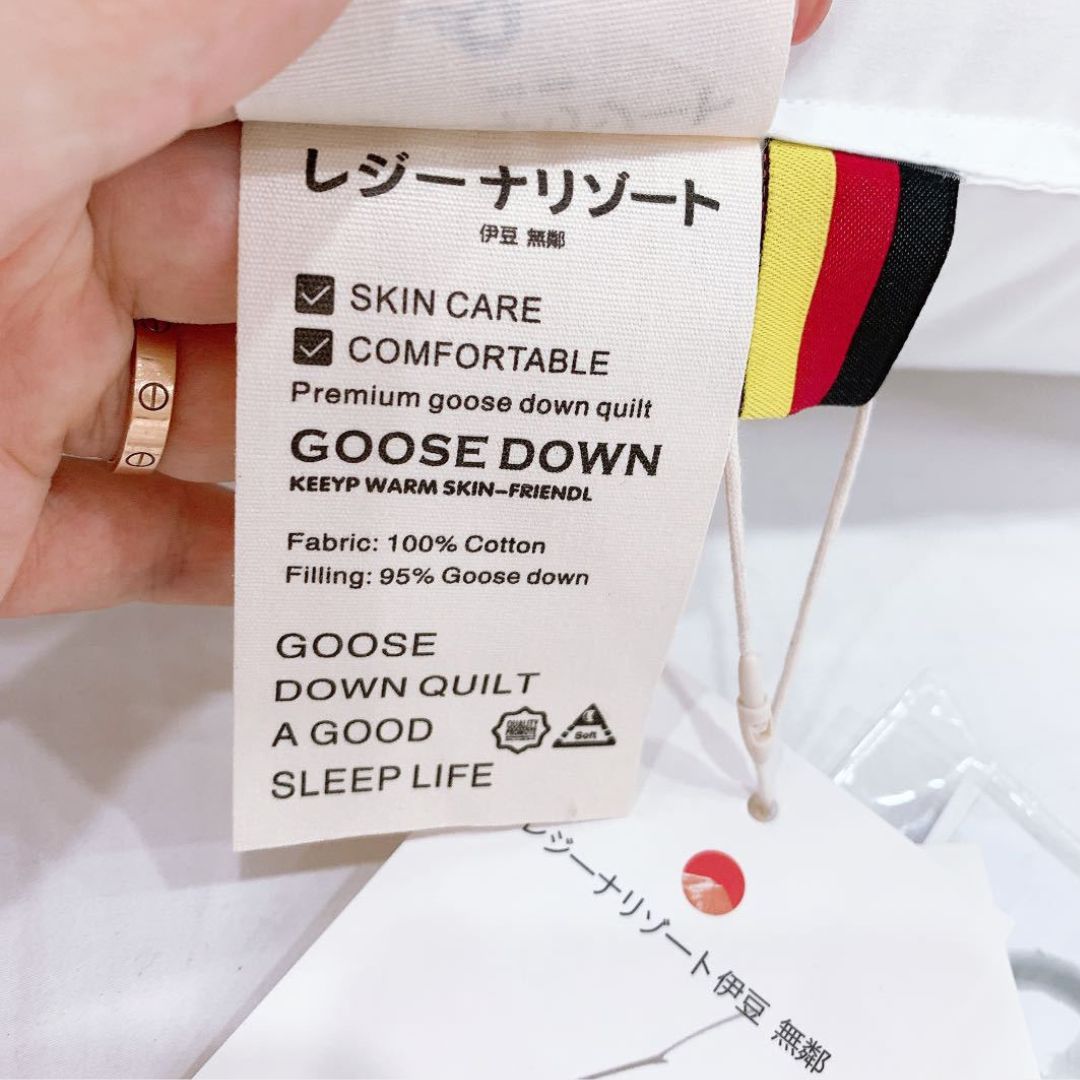 レジーナリゾート
伊豆 無鄰
SKIN CARE
COMFORTABLE
Premium goose down quilt
GOOSE DOWN
KEEYP WARM SKIN-FRIENDL
Fabric: 100% Cotton
Filling: 95% Goose down
GOOSE
DOWN QUILT
A GOOD
SLEEP LIFE
QUALITY
Soft
レジーナリゾート伊豆 無鄰